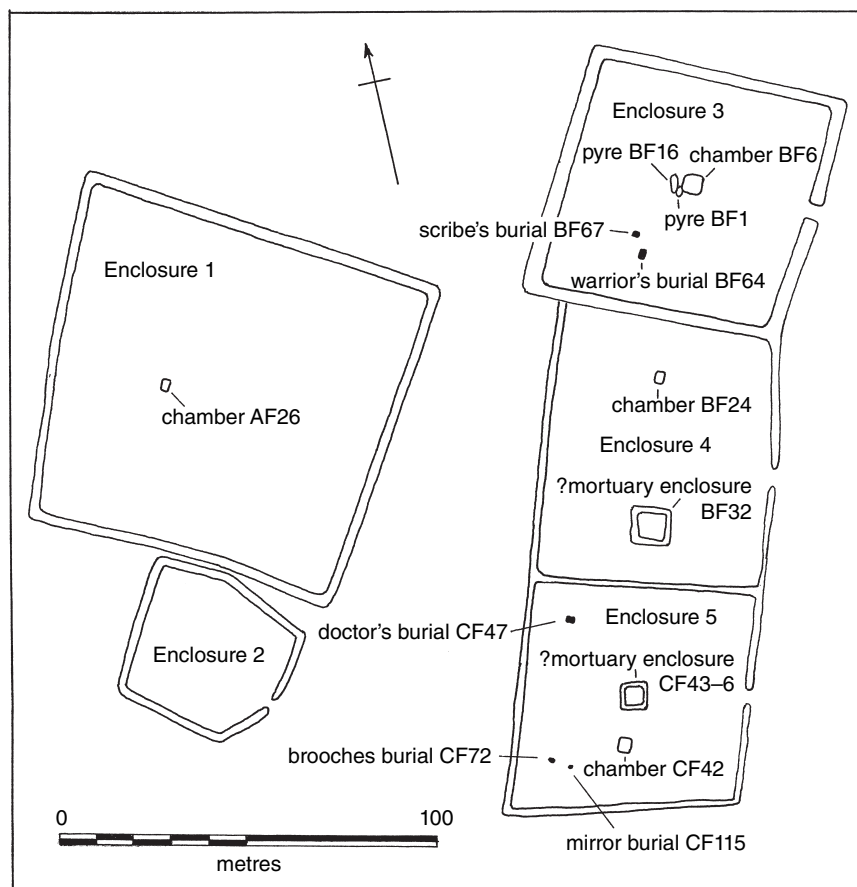 Enclosure 3
pyre BF16
chamber BF6
pyre BF1
scribe's burial BF67
warrior's burial BF64
Enclosure 1
chamber AF26
chamber BF24
Enclosure 4
?mortuary enclosure
BF32
Enclosure 2
doctor's burial CF47
Enclosure 5
?mortuary enclosure
CF43–6
brooches burial CF72
chamber CF42
mirror burial CF115
0
100
metres